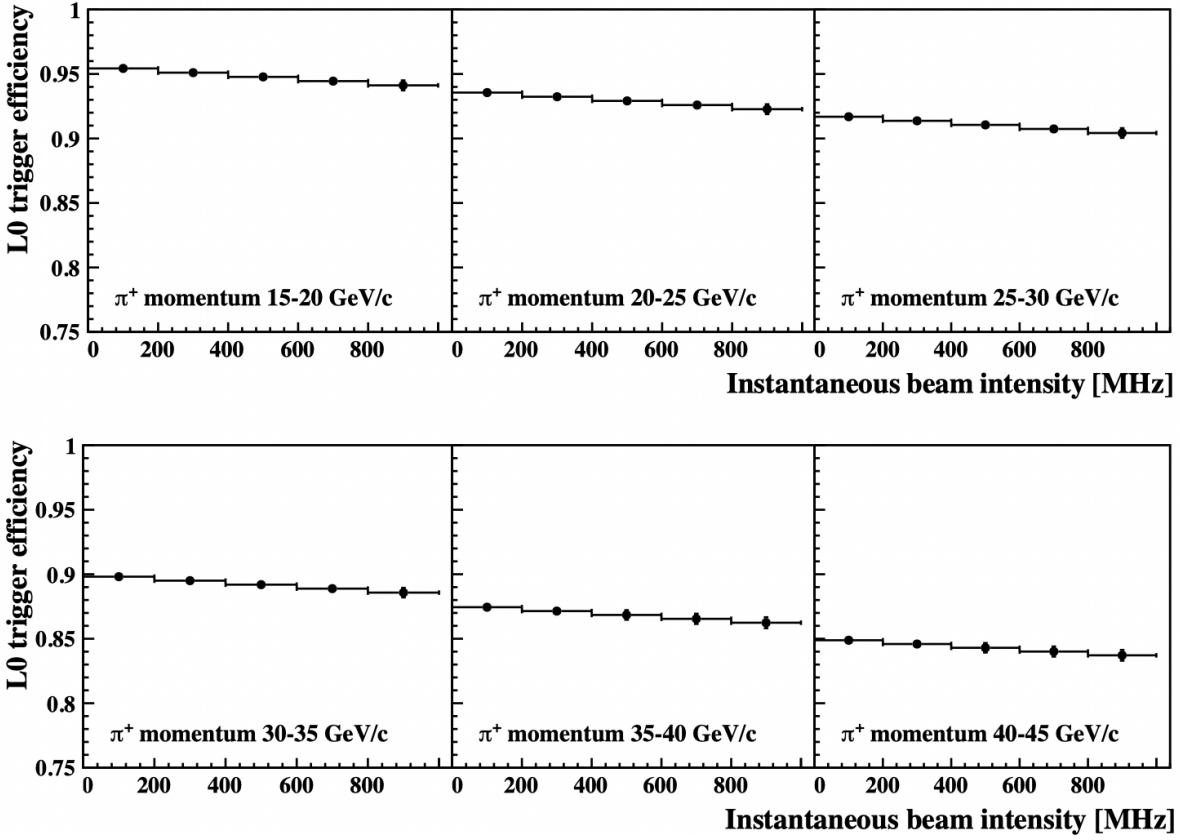 1
0.95
0.9
0.85
0.8
0.75
L0 trigger efficiency
π+ momentum 15-20 GeV/c
π+ momentum 20-25 GeV/c
π+ momentum 25-30 GeV/c
0 200 400 600 800
0 200 400 600 800
0 200 400 600 800
Instantaneous beam intensity [MHz]
1
0.95
0.9
0.85
0.8
0.75
L0 trigger efficiency
π+ momentum 30-35 GeV/c
π+ momentum 35-40 GeV/c
π+ momentum 40-45 GeV/c
0 200 400 600 800
0 200 400 600 800
0 200 400 600 800
Instantaneous beam intensity [MHz]